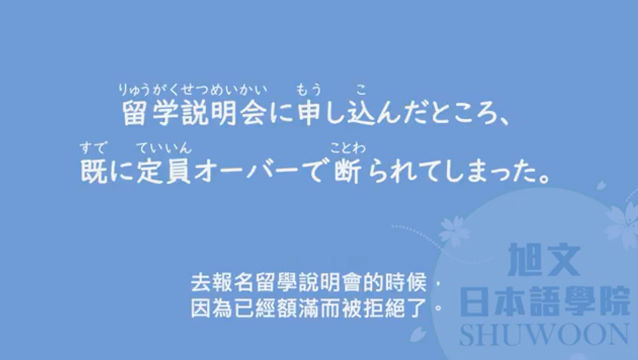 りゅうがくせつめいかい もう こ
留学説明会に申し込んだところ、
すで ていいん ことわ
既に定員オーバーで断られてしまった。
去報名留學說明會的時候，
因為已經額滿而被拒絕了。
旭文
日本語學院
SHUWOON